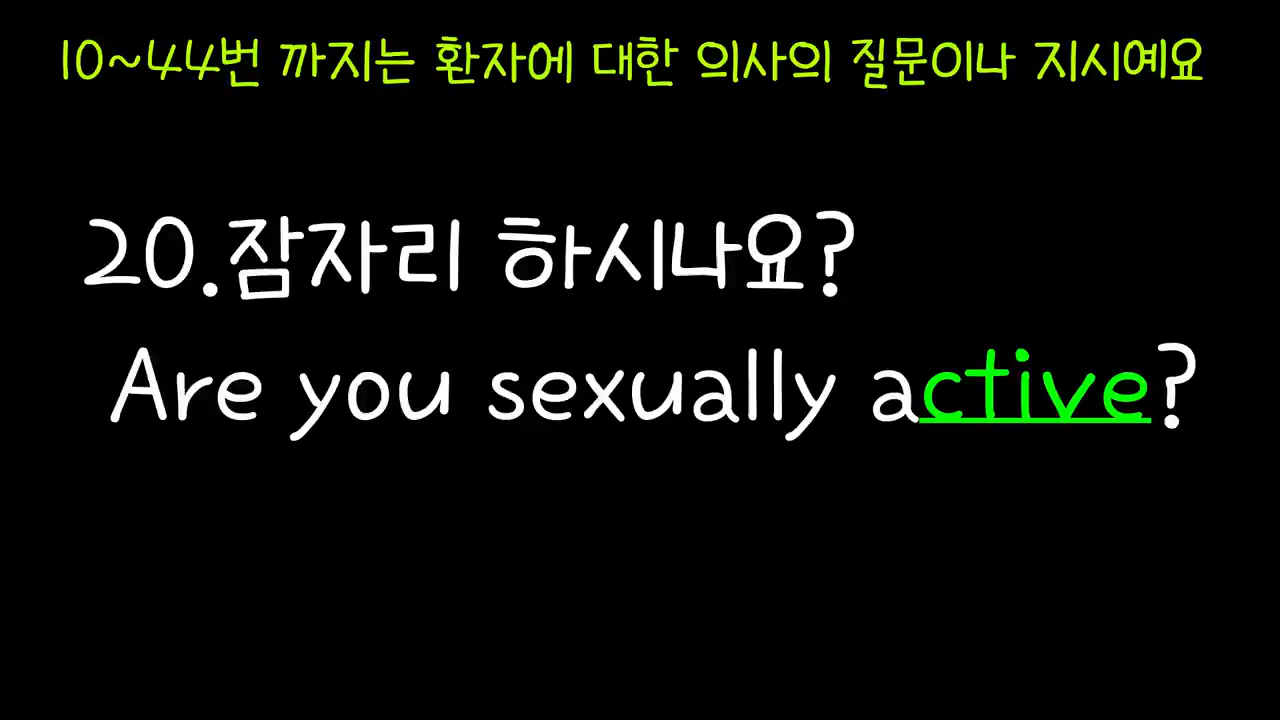 10~44번 까지는 환자에 대한 의사의 질문이나 지시예요
20.잠자리 하시나요?
Are you sexually active?